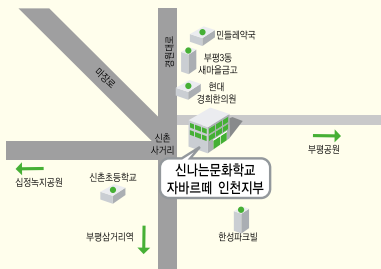 민들레약국
경원대로
부평3동
새마을금고
마장로
현대
경희한의원
신촌
사거리
부평공원
신나는문화학교
자바르떼 인천지부
십정녹지공원
신촌초등학교
부평삼거리역
한성파크빌